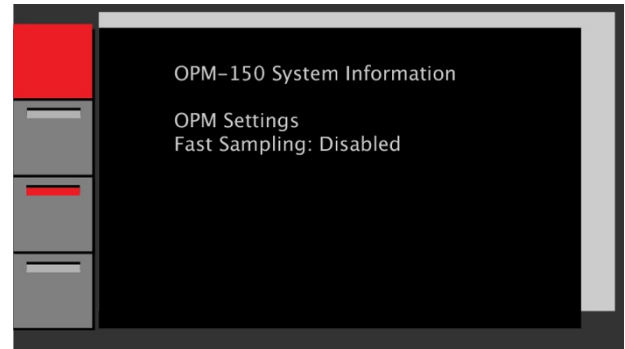 OPM-150 System Information
OPM Settings
Fast Sampling: Disabled